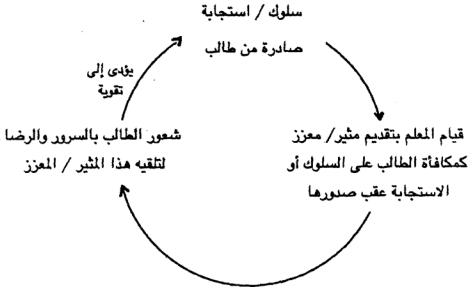 سلوك / استجابة
صادرة من طالب
يؤدى إلى
تقوية
قيام المعلم بتقديم مثير/ معزز
كمكافأة الطالب على السلوك أو
الاستجابة عقب صدورها
شعور الطالب بالسرور والرضا
لتلقيه هذا المثير / المعزز